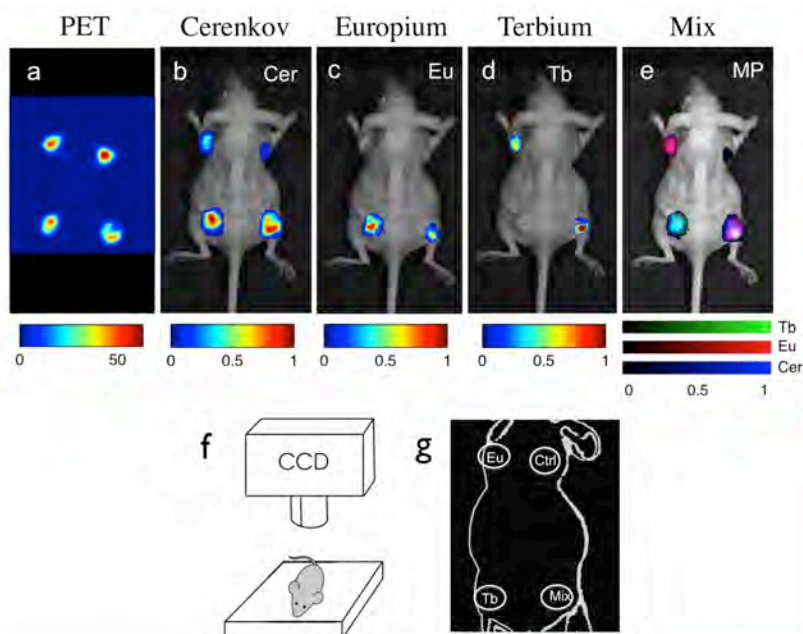 PET Cerenkov Europium Terbium Mix
a b Cer c Eu d Tb e MP
0 50 0 0.5 1 0 0.5 1 0 0.5 1
Tb
Eu
Cer
0 0.5 1
f CCD g Eu Ctrl
Tb Mix